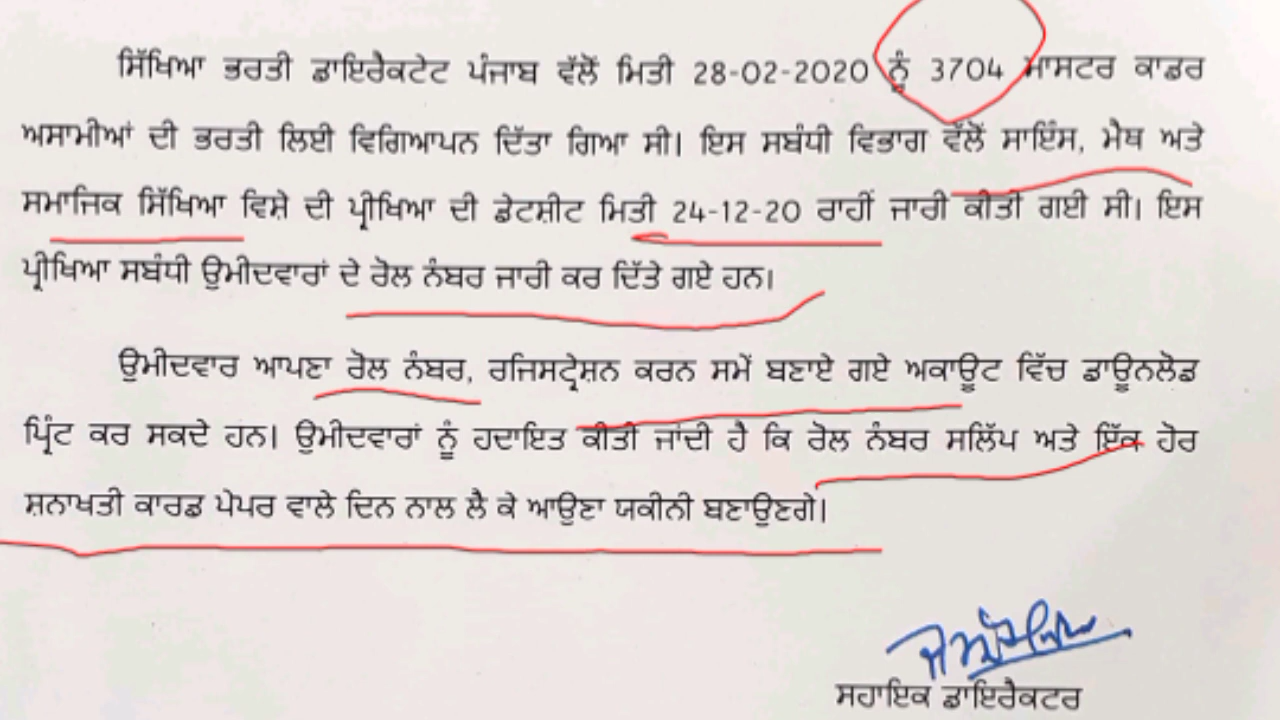 ਸਿੱਖਿਆ ਭਰਤੀ ਡਾਇਰੈਕਟੇਟ ਪੰਜਾਬ ਵੱਲੋਂ ਮਿਤੀ 28-02-2020 ਨੂੰ 3704 ਮਾਸਟਰ ਕਾਡਰ
ਅਸਾਮੀਆਂ ਦੀ ਭਰਤੀ ਲਿਈ ਵਿਗਿਆਪਨ ਦਿੱਤਾ ਗਿਆ ਸੀ। ਇਸ ਸਬੰਧੀ ਵਿਭਾਗ ਵੱਲੋਂ ਸਾਇੰਸ, ਮੈਥ ਅਤੇ
ਸਮਾਜਿਕ ਸਿੱਖਿਆ ਵਿਸ਼ੇ ਦੀ ਪ੍ਰੀਖਿਆ ਦੀ ਡੇਟਸ਼ੀਟ ਮਿਤੀ 24-12-20 ਰਾਹੀਂ ਜਾਰੀ ਕੀਤੀ ਗਈ ਸੀ। ਇਸ
ਪ੍ਰੀਖਿਆ ਸਬੰਧੀ ਉਮੀਦਵਾਰਾਂ ਦੇ ਰੋਲ ਨੰਬਰ ਜਾਰੀ ਕਰ ਦਿੱਤੇ ਗਏ ਹਨ।
ਉਮੀਦਵਾਰ ਆਪਣਾ ਰੋਲ ਨੰਬਰ, ਰਜਿਸਟ੍ਰੇਸ਼ਨ ਕਰਨ ਸਮੇਂ ਬਣਾਏ ਗਏ ਅਕਾਊਟ ਵਿੱਚ ਡਾਊਨਲੋਡ
ਪ੍ਰਿੰਟ ਕਰ ਸਕਦੇ ਹਨ। ਉਮੀਦਵਾਰਾਂ ਨੂੰ ਹਦਾਇਤ ਕੀਤੀ ਜਾਂਦੀ ਹੈ ਕਿ ਰੋਲ ਨੰਬਰ ਸਲਿੱਪ ਅਤੇ ਇੱਕ ਹੋਰ
ਸ਼ਨਾਖਤੀ ਕਾਰਡ ਪੇਪਰ ਵਾਲੇ ਦਿਨ ਨਾਲ ਲੈ ਕੇ ਆਉਣਾ ਯਕੀਨੀ ਬਣਾਉਣਗੇ।
ਸਹਾਇਕ ਡਾਇਰੈਕਟਰ